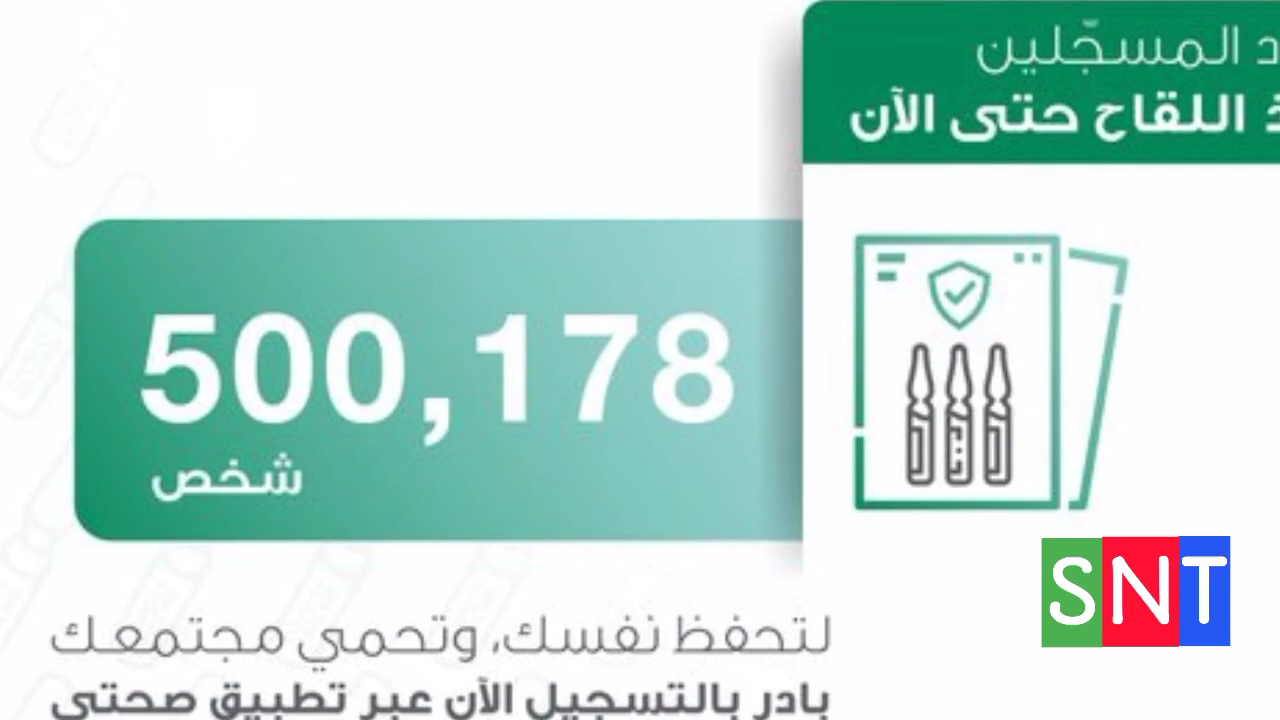 د المسجّلين
ذ اللقاح حتى الآن
500,178
شخص
لتحفظ نفسك، وتحمي مجتمعك
بادر بالتسجيل الآن عبر تطبيق صحتي
SNT